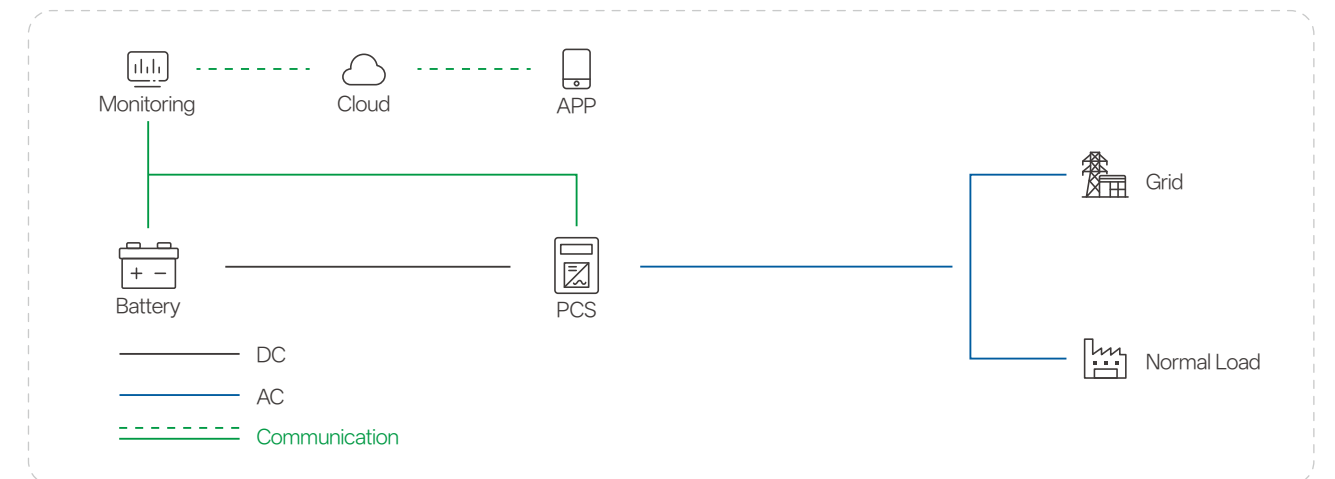 Monitoring
Cloud
APP
Grid
Battery
PCS
Normal Load
DC
AC
Communication